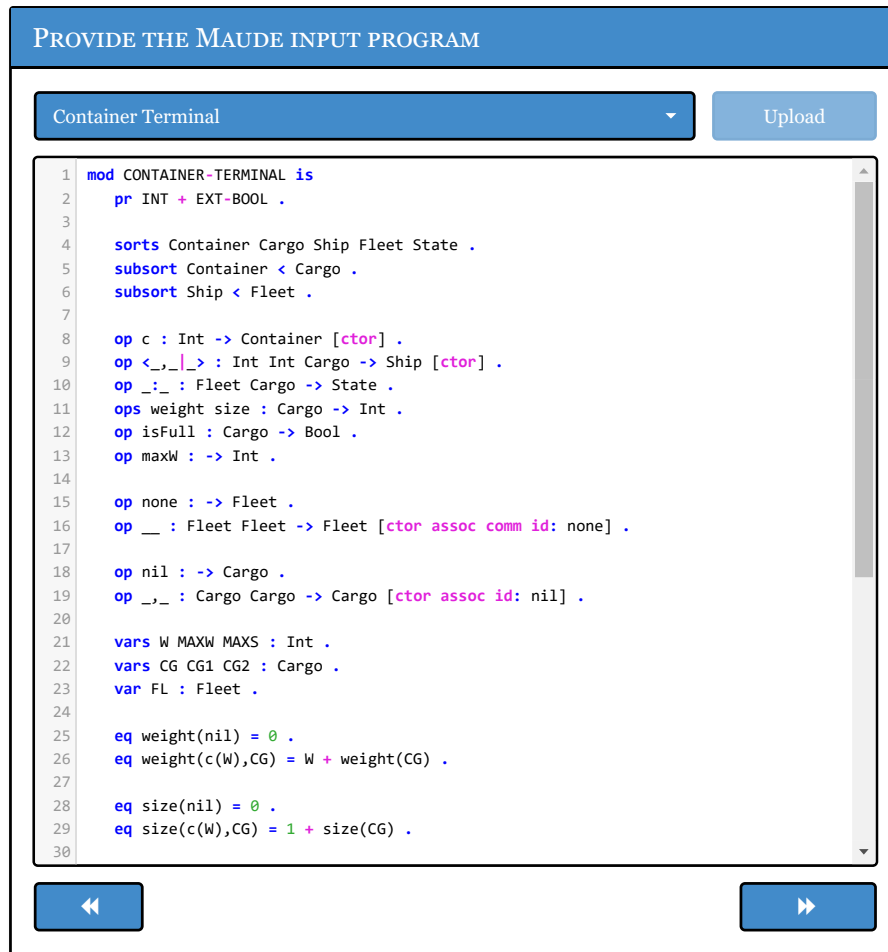 PROVIDE THE MAUDE INPUT PROGRAM
Container Terminal
Upload
1 mod CONTAINER-TERMINAL is
2 pr INT + EXT-BOOL .
3
4 sorts Container Cargo Ship Fleet State .
5 subsort Container < Cargo .
6 subsort Ship < Fleet .
7
8 op c : Int -> Container [ctor] .
9 op <_,_|_> : Int Int Cargo -> Ship [ctor] .
10 op _:_ : Fleet Cargo -> State .
11 ops weight size : Cargo -> Int .
12 op isFull : Cargo -> Bool .
13 op maxW : -> Int .
14
15 op none : -> Fleet .
16 op __ : Fleet Fleet -> Fleet [ctor assoc comm id: none] .
17
18 op nil : -> Cargo .
19 op _,_ : Cargo Cargo -> Cargo [ctor assoc id: nil] .
20
21 vars W MAXW MAXS : Int .
22 vars CG CG1 CG2 : Cargo .
23 var FL : Fleet .
24
25 eq weight(nil) = 0 .
26 eq weight(c(W),CG) = W + weight(CG) .
27
28 eq size(nil) = 0 .
29 eq size(c(W),CG) = 1 + size(CG) .
30